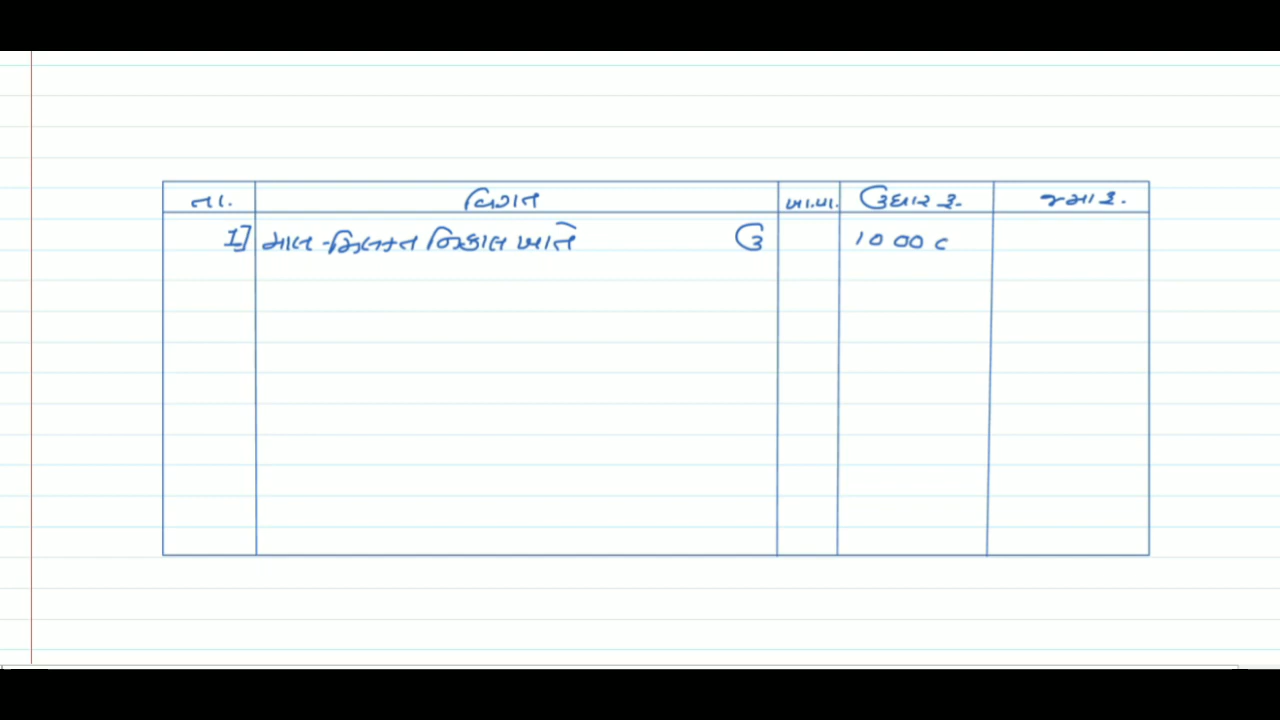 તા. વિગત ખા.પા. ઉધાર રૂ. જમા રૂ.
1] માલ-મિલકત નિકાલ ખાતે ઉ 10000